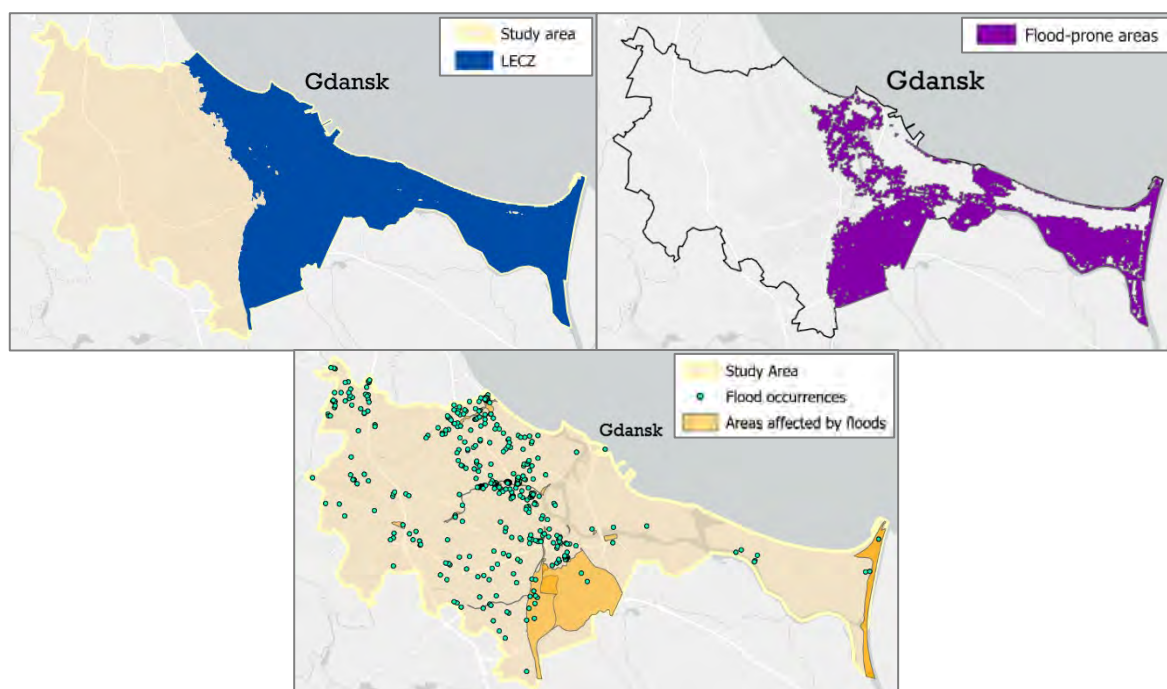 Study area
LECZ
Gdansk
Flood-prone areas
Gdansk
Study Area
Flood occurrences
Areas affected by floods
Gdansk